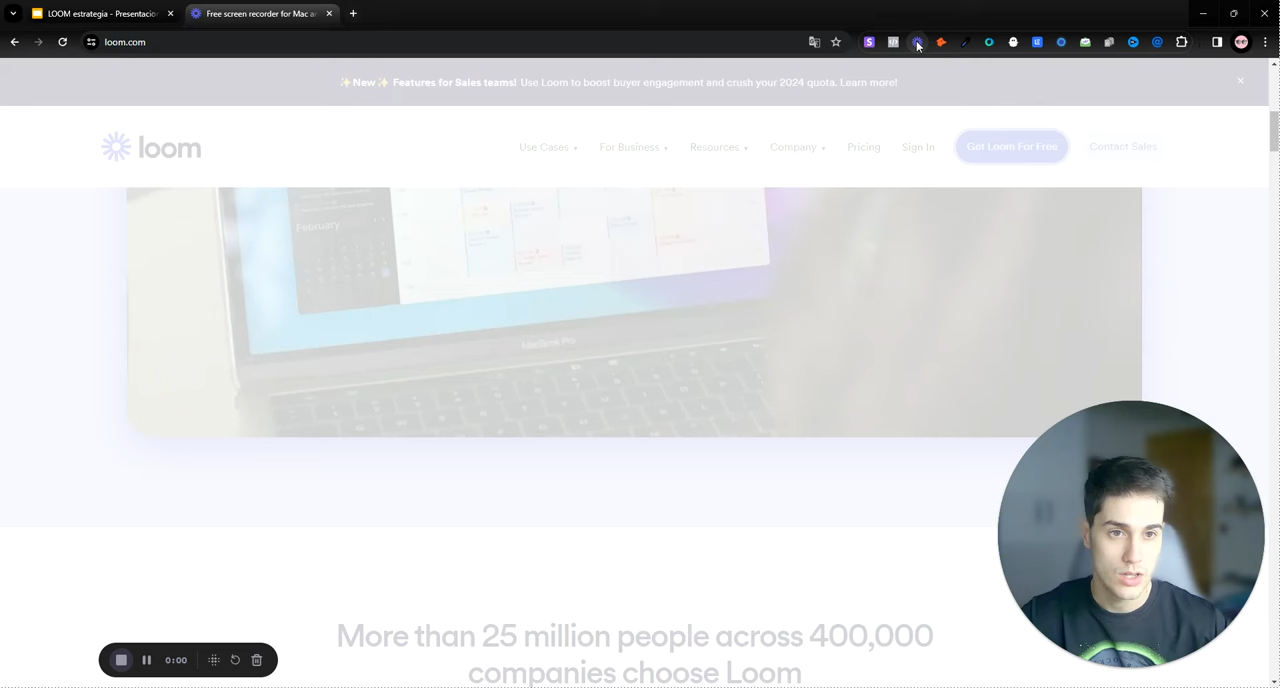 LOOM estrategia - Presentacion
Free screen recorder for Mac an
loom.com
✨New✨ Features for Sales teams! Use Loom to boost buyer engagement and crush your 2024 quota. Learn more!
loom
Use Cases
For Business
Resources
Company
Pricing
Sign In
Get Loom For Free
Contact Sales
February
MacBook Pro
More than 25 million people across 400,000
companies choose Loom
0:00